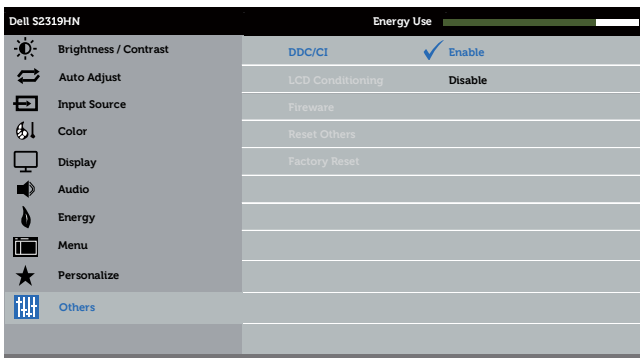 Dell S2319HN Energy Use
Brightness / Contrast DDC/CI Enable
Auto Adjust LCD Conditioning Disable
Input Source Fireware
Color Reset Others
Display Factory Reset
Audio
Energy
Menu
Personalize
Others